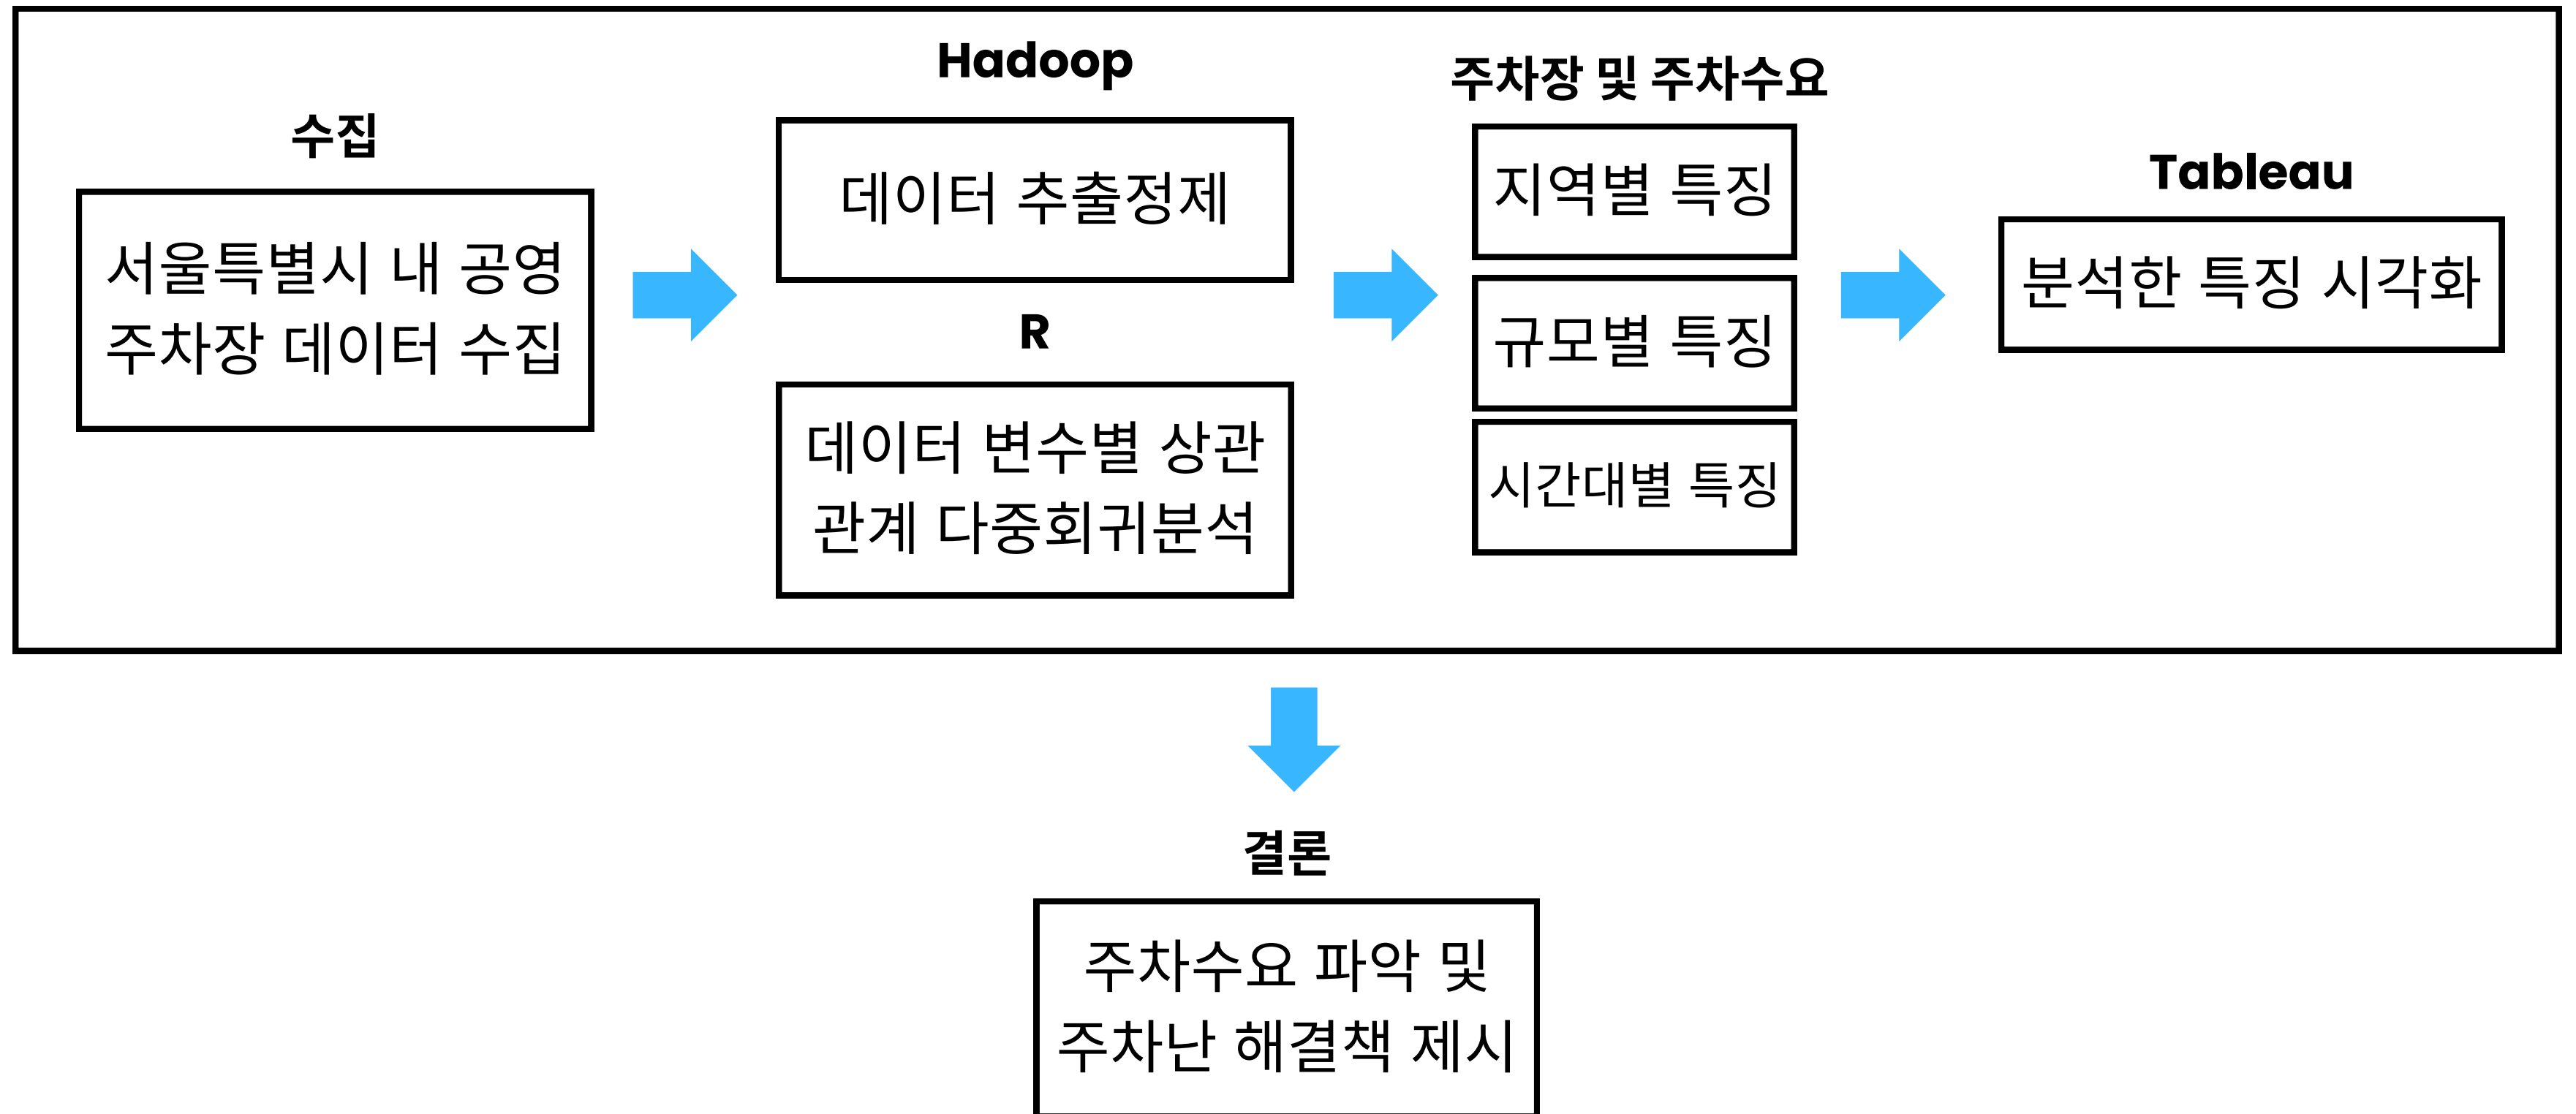 수집
서울특별시 내 공영
주차장 데이터 수집
Hadoop
데이터 추출정제
R
데이터 변수별 상관
관계 다중회귀분석
주차장 및 주차수요
지역별 특징
규모별 특징
시간대별 특징
Tableau
분석한 특징 시각화
결론
주차수요 파악 및
주차난 해결책 제시